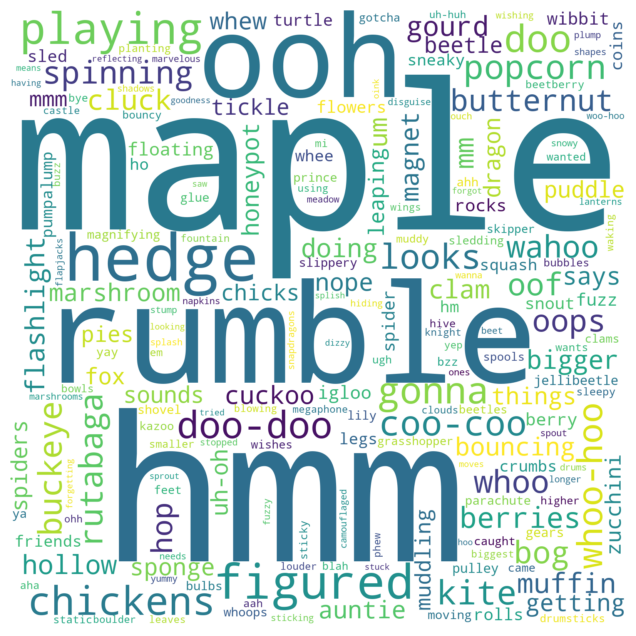 playing
ooh
whew
turtle
gotcha
uh-huh
wishing
plump
shapes
gourd
beetle
doo
wibbit
coins
sled
reflecting
marvelous
planting
spinning
popcorn
sneaky
beetberry
mmm
bye
shadows
means
having
castle
bouncy
goodness
cluck
tickle
flowers
oink
disguise
ouch
woo-hoo
butternut
maple
floating
ho
glue
saw
whee
mi
prince
using
meadow
honeypot
leaping
um
magnet
mm
ahh
forgot
dragon
wings
rocks
snowy
wanted
puddle
lanterns
waking
pumpalump
buzz
flapjacks
flashlight
magnifying
fountain
hedge
doing
slippery
muddy
looks
skipper
sledding
squash
bubbles
wahoo
says
marshroom
chicks
napkins
splish
hiding
nope
spider
wanna
clam
hm
hive
knight
oof
snout
fuzz
clams
rumble
stump
looking
splash
em
pies
yay
snapdragons
dizzy
ugh
yep
beet
bzz
spools
wants
oops
bigger
fox
bowls
marshrooms
sounds
cuckoo
igloo
gonna
ones
things
jellibeetle
sleepy
buckeye
rutabaga
shovel
kazoo
tried
blowing
megaphone
lily
clouds
beetles
berry
smaller
stopped
wishes
doo-doo
coo-coo
legs
grasshopper
bouncing
spout
drums
longer
spiders
forgetting
hmm
uh-oh
hop
sprout
feet
fuzzy
sticky
camouflaged
parachute
moves
whoo
crumbs
higher
whoo-hoo
zucchini
ya
ohh
friends
phew
hoo
caught
gears
berries
aha
hollow
needs
yummy
sponge
louder
blah
stuck
muddling
pulley
came
biggest
bog
muffin
bulbs
aah
figured
kite
getting
chickens
whoops
sticking
auntie
moving
rolls
drumsticks
staticboulder
leaves